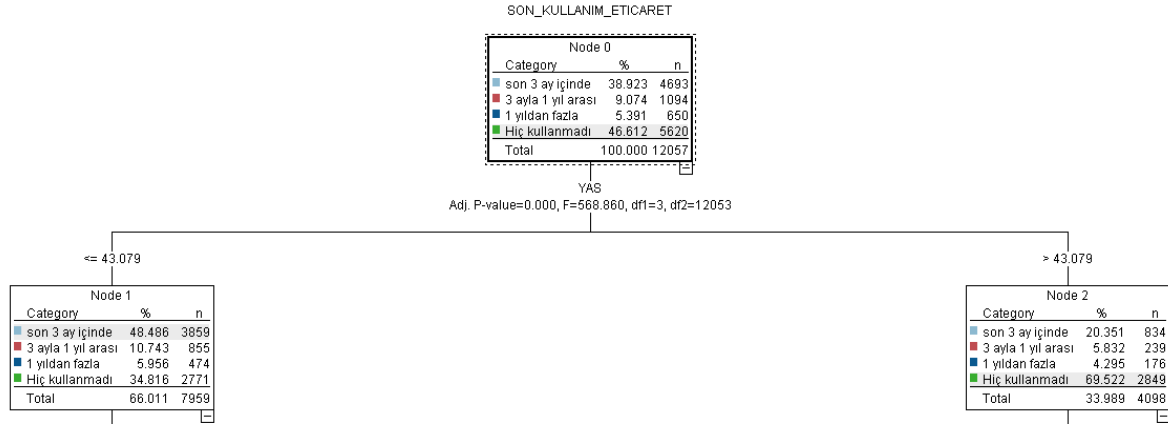 SON_KULLANIM_ETICARET
Node 0
Category % n
son 3 ay içinde 38.923 4693
3 ayla 1 yıl arası 9.074 1094
1 yıldan fazla 5.391 650
Hiç kullanmadı 46.612 5620
Total 100.000 12057
YAS
Adj. P-value=0.000, F=568.860, df1=3, df2=12053
<= 43.079
> 43.079
Node 1
Category % n
son 3 ay içinde 48.486 3859
3 ayla 1 yıl arası 10.743 855
1 yıldan fazla 5.956 474
Hiç kullanmadı 34.816 2771
Total 66.011 7959
Node 2
Category % n
son 3 ay içinde 20.351 834
3 ayla 1 yıl arası 5.832 239
1 yıldan fazla 4.295 176
Hiç kullanmadı 69.522 2849
Total 33.989 4098